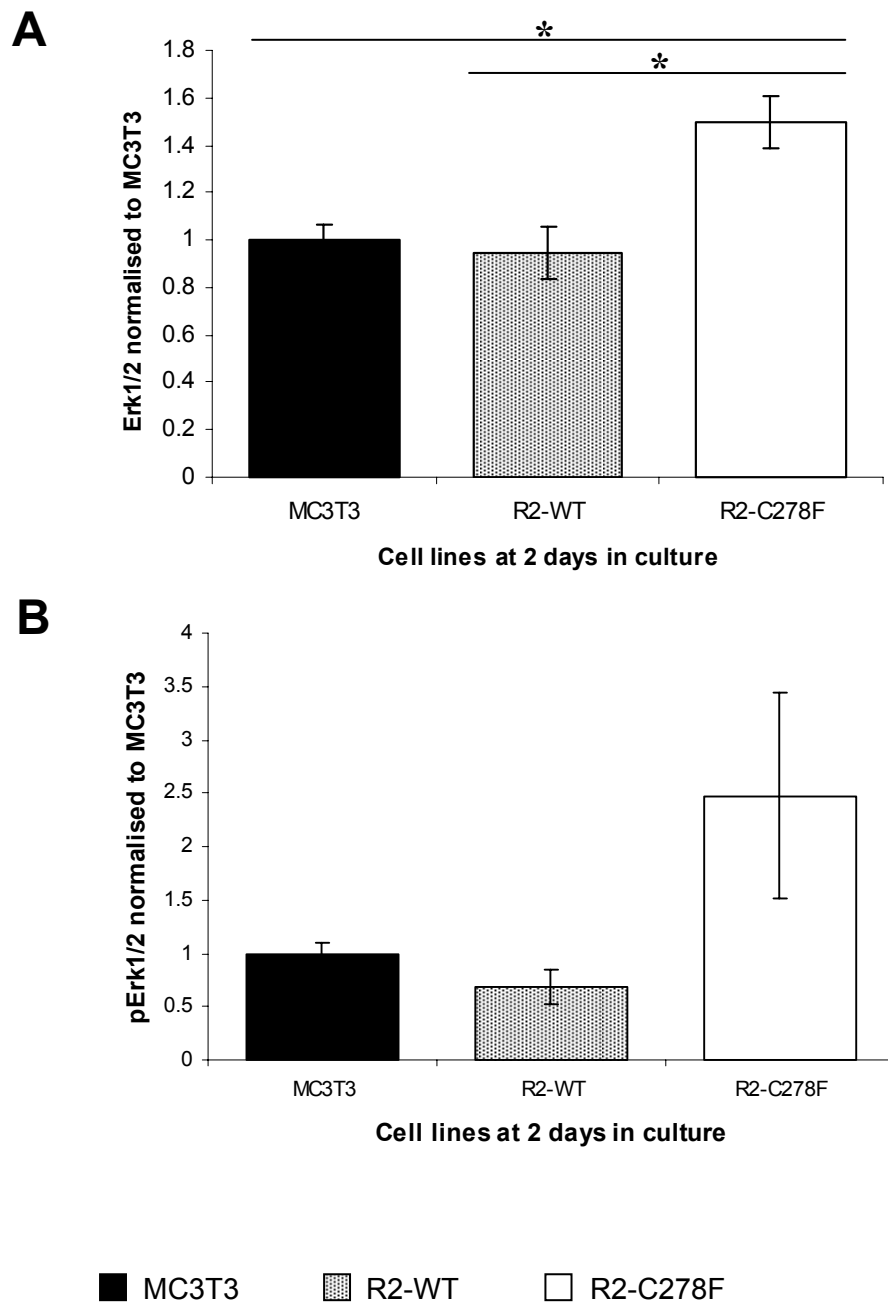 A
* 
*
Erk1/2 normalised to MC3T3
1.8
1.6
1.4
1.2
1
0.8
0.6
0.4
0.2
0
MC3T3 R2-WT R2-C278F
Cell lines at 2 days in culture
B
pErk1/2 normalised to MC3T3
4
3.5
3
2.5
2
1.5
1
0.5
0
MC3T3 R2-WT R2-C278F
Cell lines at 2 days in culture
MC3T3 R2-WT R2-C278F